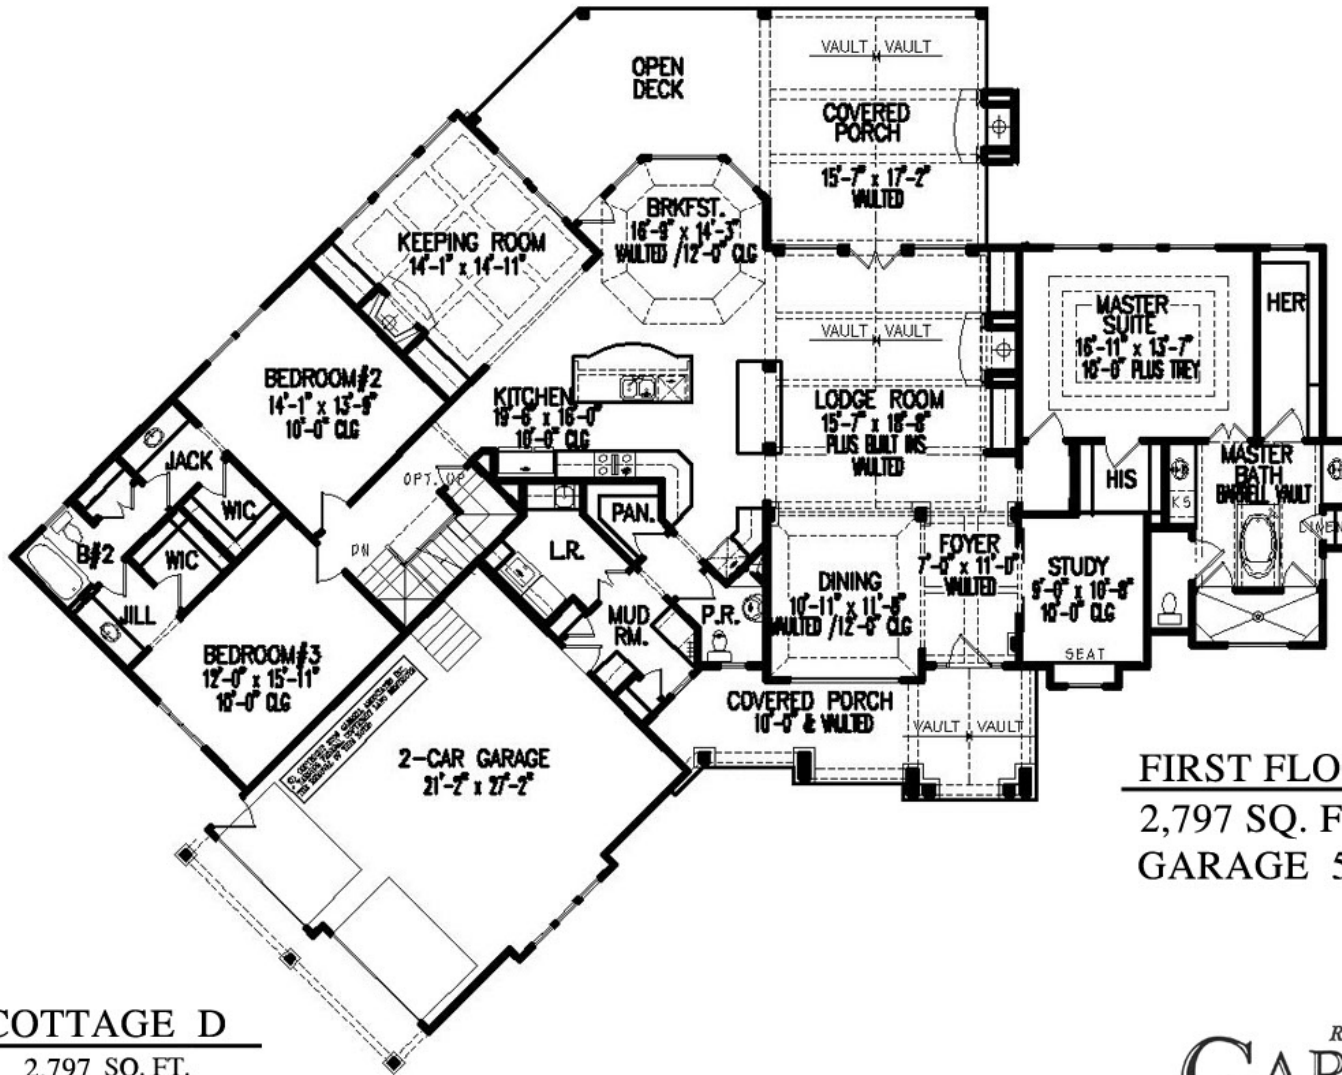 VAULT VAULT
OPEN
DECK
COVERED
PORCH
15'-7" x 17'-2"
VAULTED
BRKFST.
16'-9" x 14'-3"
VAULTED /12'-0" CLG
KEEPING ROOM
14'-1" x 14'-11"
MASTER
SUITE
16'-11" x 13'-7"
10'-0" PLUS TREY
HER
VAULT VAULT
BEDROOM#2
14'-1" x 13'-9"
10'-0" CLG
KITCHEN
19'-6" x 16'-0"
10'-0" CLG
LODGE ROOM
15'-7" x 18'-8"
PLUS BUILT INS
VAULTED
JACK
OPT. UP
HIS
MASTER
BATH
BARRELL VAULT
KS
WIC
PAN.
DN
B#2
WIC
L.R.
FOYER
7'-0" x 11'-0"
VAULTED
STUDY
9'-0" x 10'-8"
10'-0" CLG
DINING
10'-11" x 11'-8"
VAULTED /12'-9" CLG
JILL
MUD
RM.
P.R.
SEAT
BEDROOM#3
12'-0" x 15'-11"
10'-0" CLG
COVERED PORCH
10'-0" & VAULTED
VAULT VAULT
2-CAR GARAGE
21'-2" x 27'-2"
FIRST FLO
2,797 SQ. F
GARAGE 5
COTTAGE D
2,797 SQ. FT.